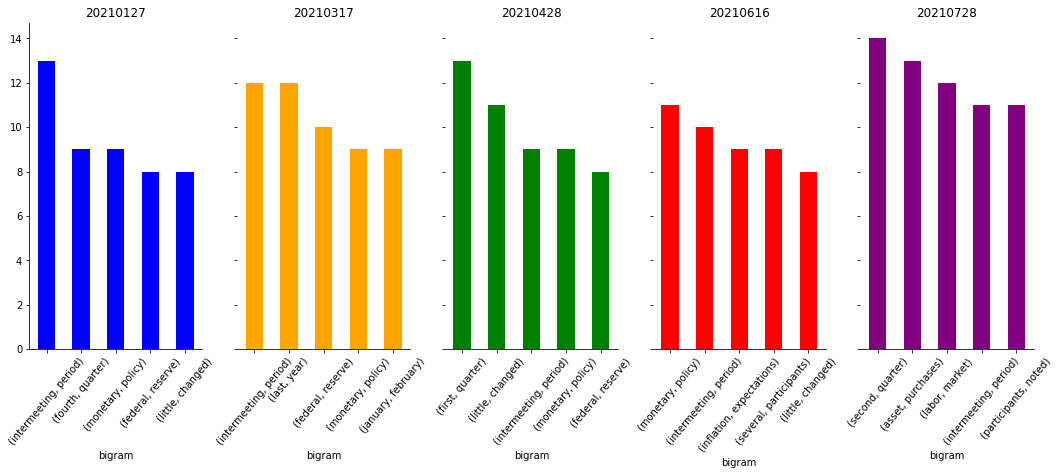 20210127
20210317
20210428
20210616
20210728
14
12
10
8
6
4
2
0
(intermeeting, period)
(fourth, quarter)
(monetary, policy)
(federal, reserve)
(little, changed)
bigram
(intermeeting, period)
(last, year)
(federal, reserve)
(monetary, policy)
(january, february)
bigram
(first, quarter)
(little, changed)
(intermeeting, period)
(monetary, policy)
(federal, reserve)
bigram
(monetary, policy)
(intermeeting, period)
(inflation, expectations)
(several, participants)
(little, changed)
bigram
(second, quarter)
(asset, purchases)
(labor, market)
(intermeeting, period)
(participants, noted)
bigram